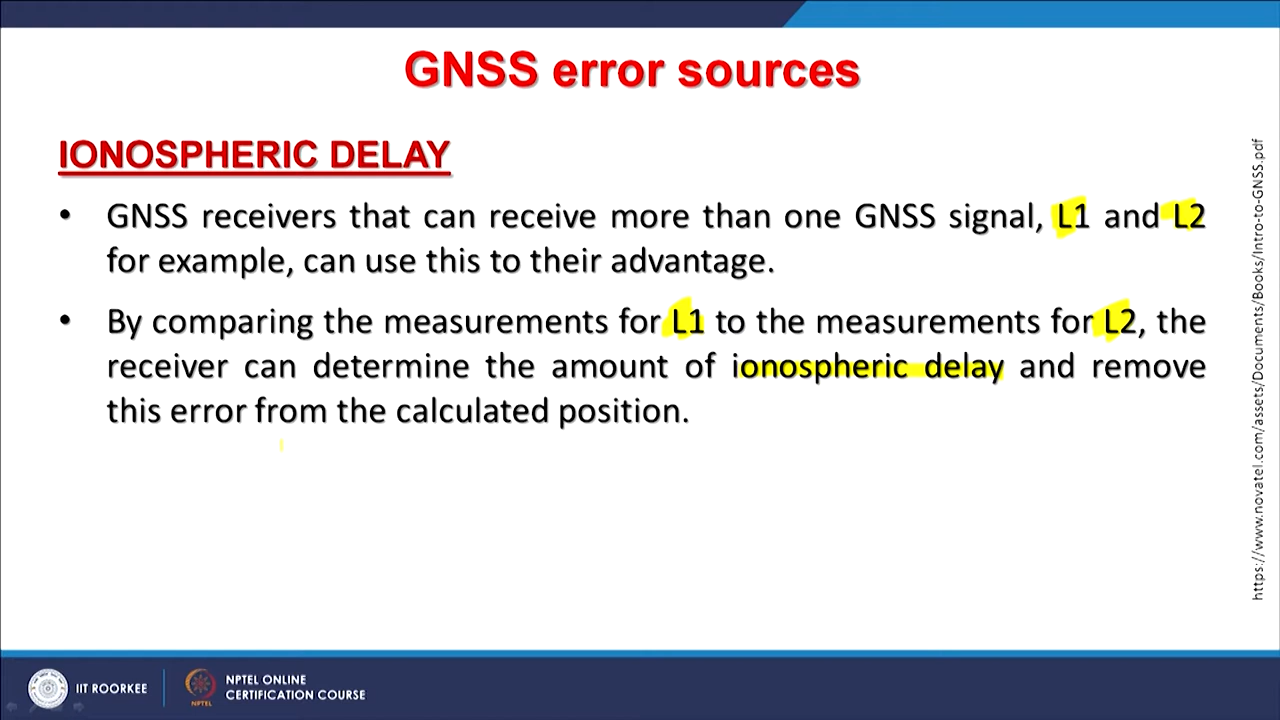 GNSS error sources
IONOSPHERIC DELAY
• GNSS receivers that can receive more than one GNSS signal, L1 and L2
for example, can use this to their advantage.
• By comparing the measurements for L1 to the measurements for L2, the
receiver can determine the amount of ionospheric delay and remove
this error from the calculated position.
https://www.novatel.com/assets/Documents/Books/Intro-to-GNSS.pdf
IIT ROORKEE
NPTEL
NPTEL ONLINE
CERTIFICATION COURSE